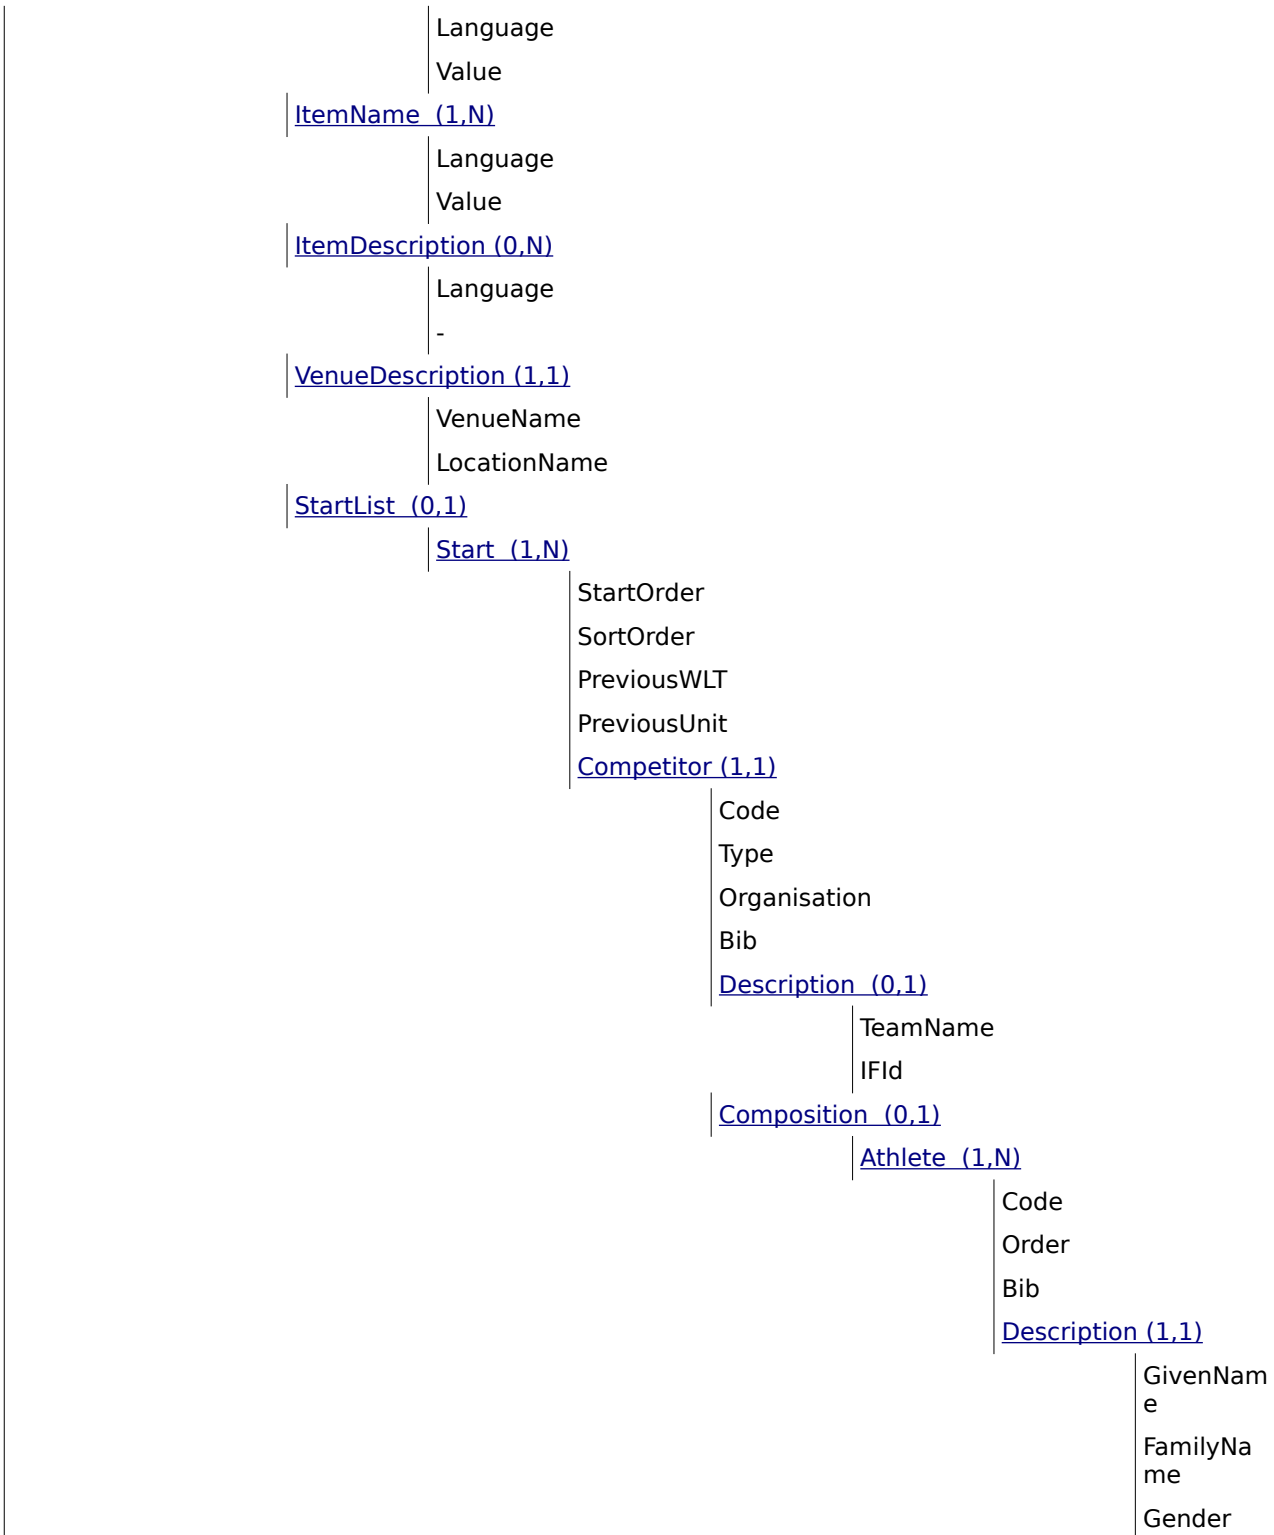 Language
Value
ItemName (1,N)
Language
Value
ItemDescription (0,N)
Language
-
VenueDescription (1,1)
VenueName
LocationName
StartList (0,1)
Start (1,N)
StartOrder
SortOrder
PreviousWLT
PreviousUnit
Competitor (1,1)
Code
Type
Organisation
Bib
Description (0,1)
TeamName
IFId
Composition (0,1)
Athlete (1,N)
Code
Order
Bib
Description (1,1)
GivenNam
e
FamilyNa
me
Gender